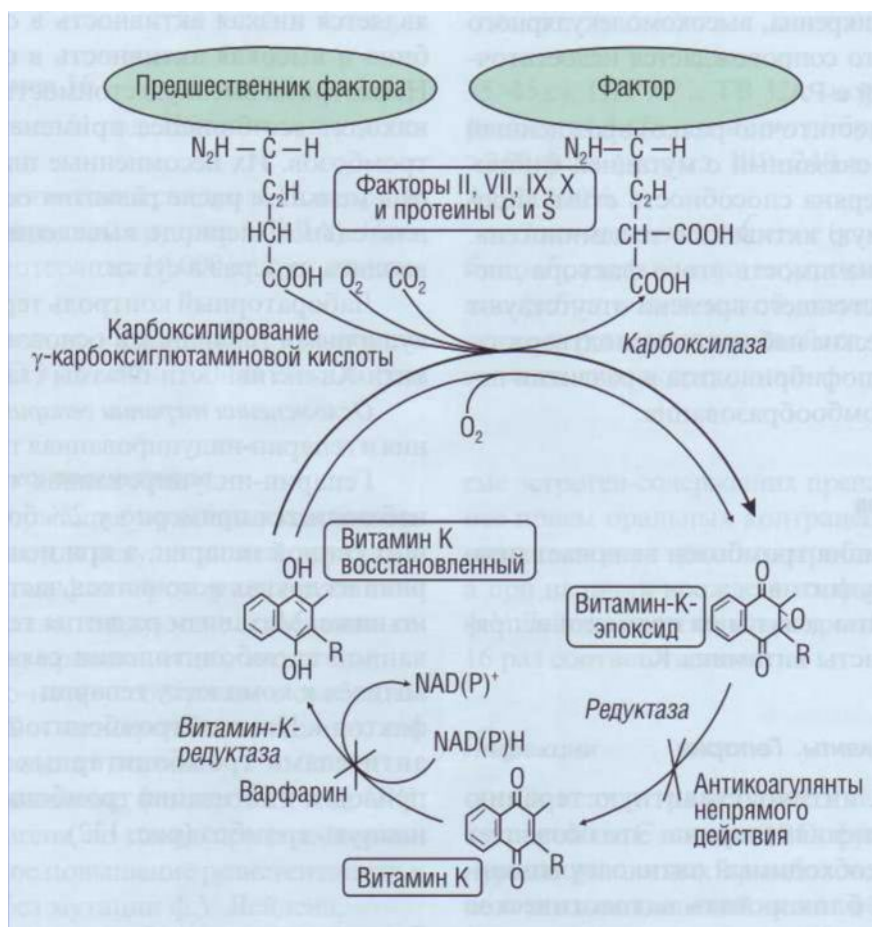 Предшественник фактора
Фактор
H
N₂H — C — H
C₂H
HCH
COOH O₂ CO₂
N₂H — C — H
C₂H
CH — COOH
COOH
Факторы II, VII, IX, X
и протеины C и S
Карбоксилирование
γ-карбоксиглютаминовой кислоты
Карбоксилаза
O₂
Витамин K
восстановленный
OH
R
OH
Витамин-K-
эпоксид
O
O
R
O
NAD(P)⁺
Витамин-K-
редуктаза
NAD(P)H
Варфарин
Редуктаза
Антикоагулянты
непрямого
действия
O
R
O
Витамин K